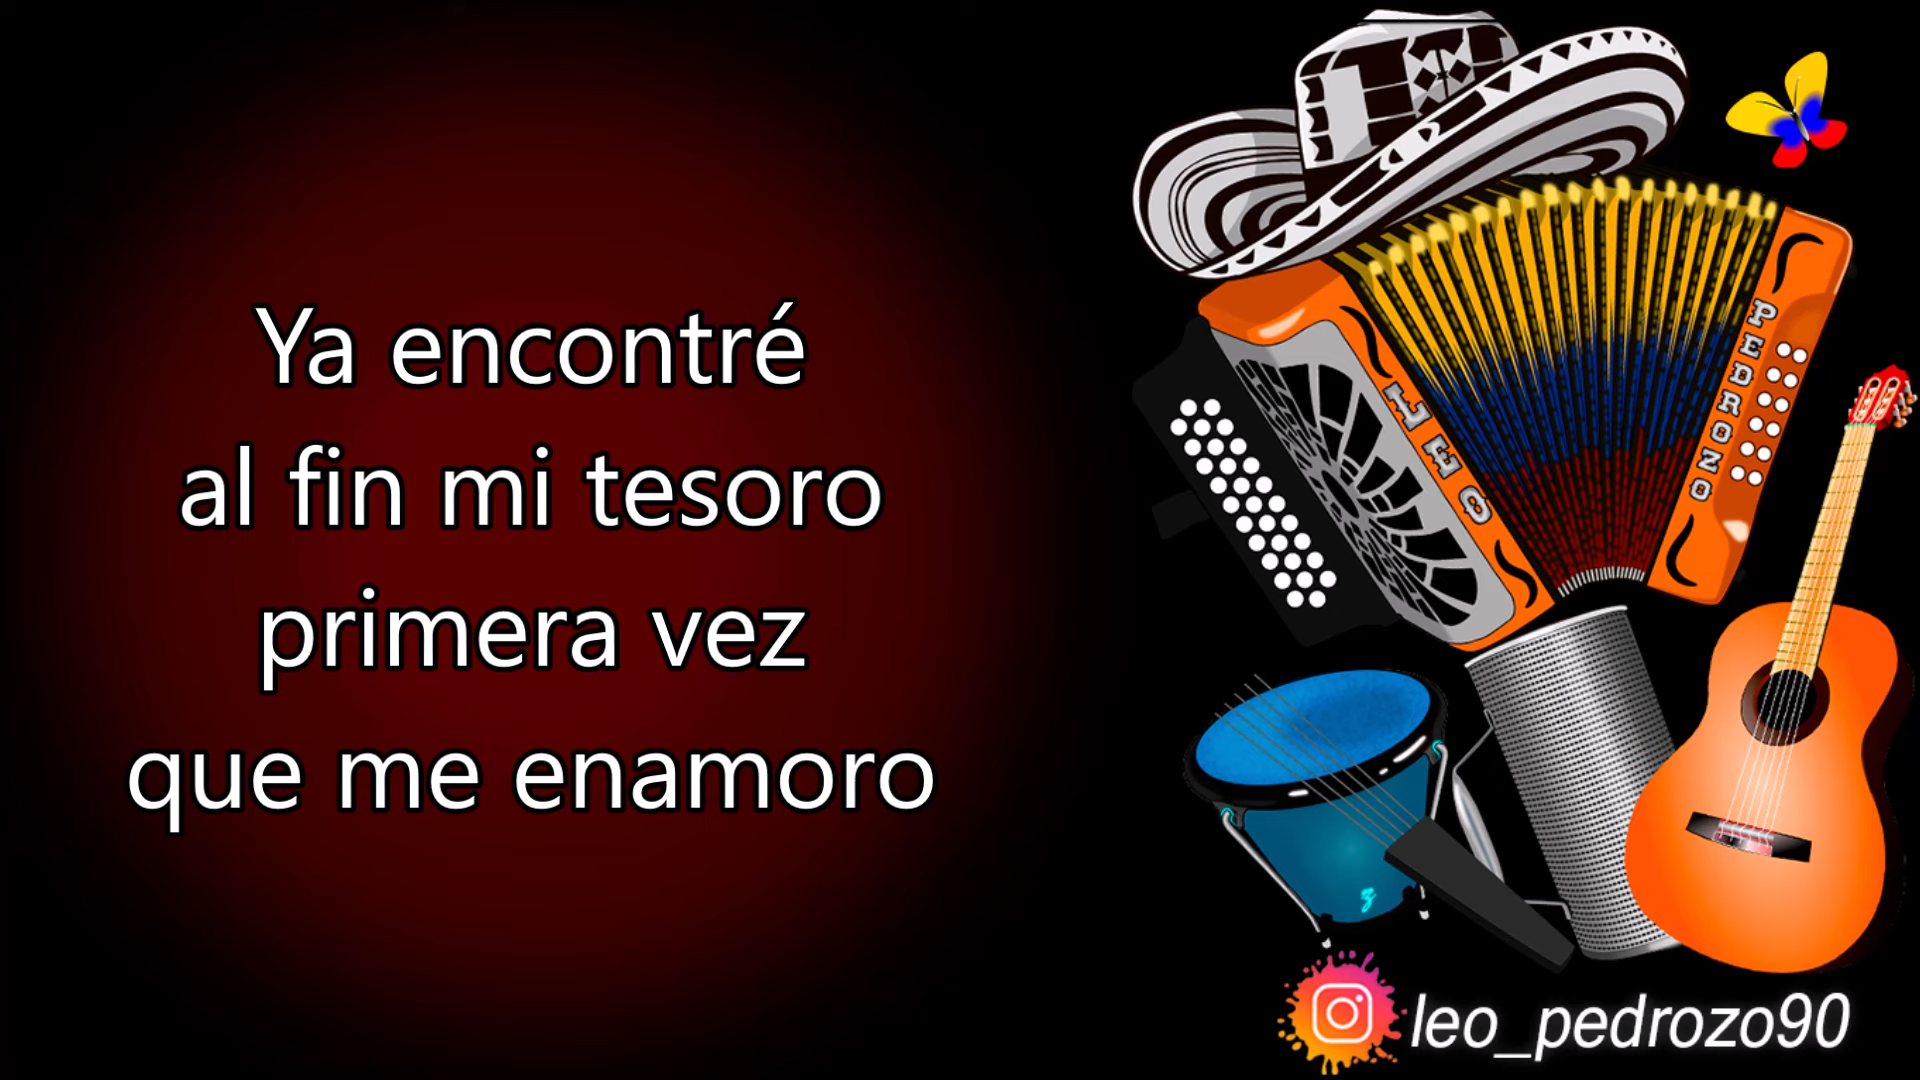 Ya encontré
al fin mi tesoro
primera vez
que me enamoro
LEO
PEDROZO
leo_pedrozo90